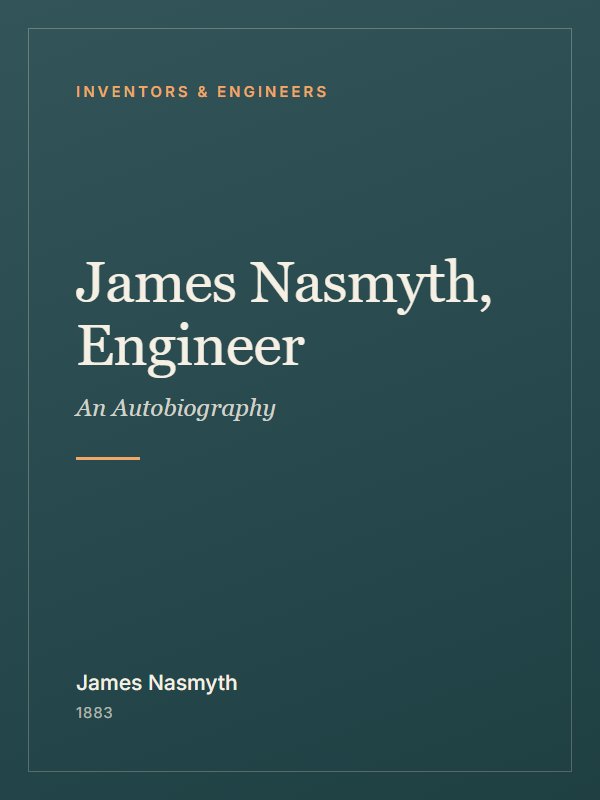 INVENTORS & ENGINEERS
James Nasmyth,
Engineer
An Autobiography
James Nasmyth
1883